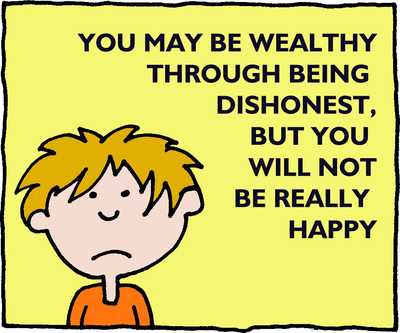 YOU MAY BE WEALTHY
THROUGH BEING
DISHONEST,
BUT YOU
WILL NOT
BE REALLY
HAPPY